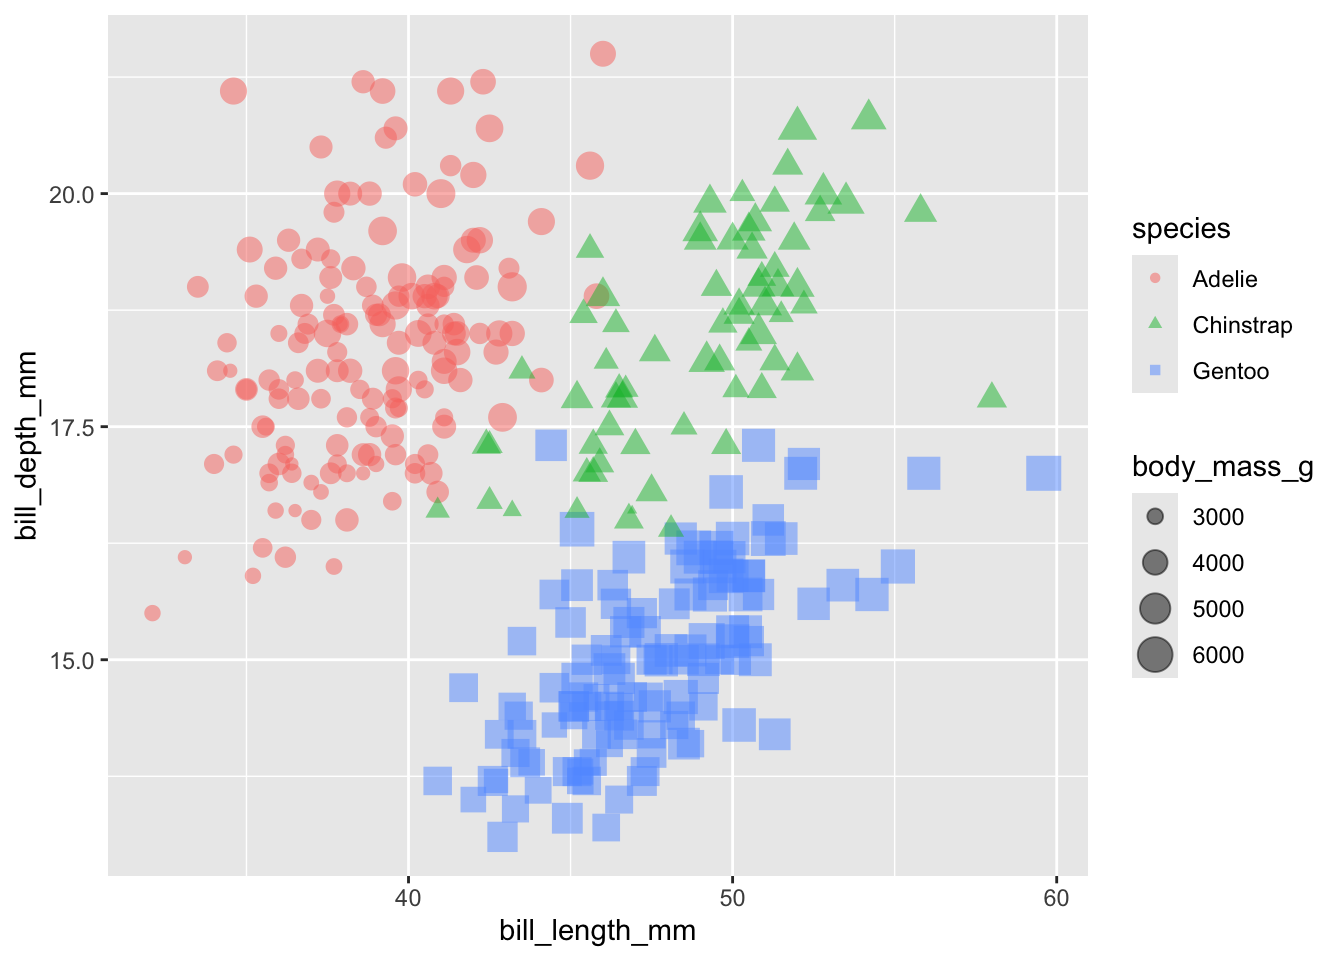 20.0
17.5
15.0
40
50
60
bill_length_mm
bill_depth_mm
species
Adelie
Chinstrap
Gentoo
body_mass_g
3000
4000
5000
6000